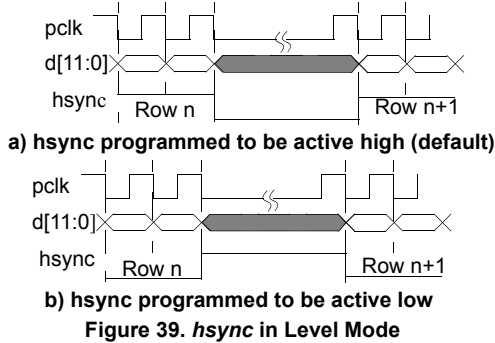 pclk
d[11:0]
hsync
Row n
Row n+1
a) hsync programmed to be active high (default)
pclk
d[11:0]
hsync
Row n
Row n+1
b) hsync programmed to be active low
Figure 39. hsync in Level Mode